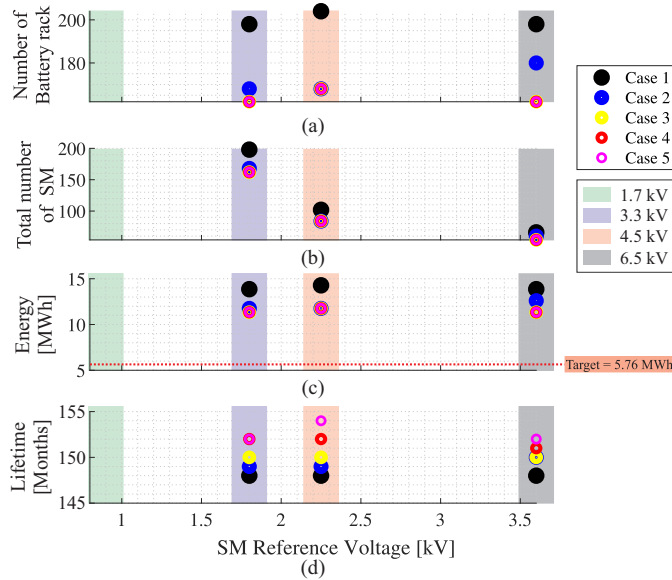 Number of
Battery rack
200
180
(a)
Total number
of SM
200
150
100
(b)
Energy
[MWh]
15
10
5
Target = 5.76 MWh
(c)
Lifetime
[Months]
155
150
145
1
1.5
2
2.5
3
3.5
SM Reference Voltage [kV]
(d)
Case 1
Case 2
Case 3
Case 4
Case 5
1.7 kV
3.3 kV
4.5 kV
6.5 kV